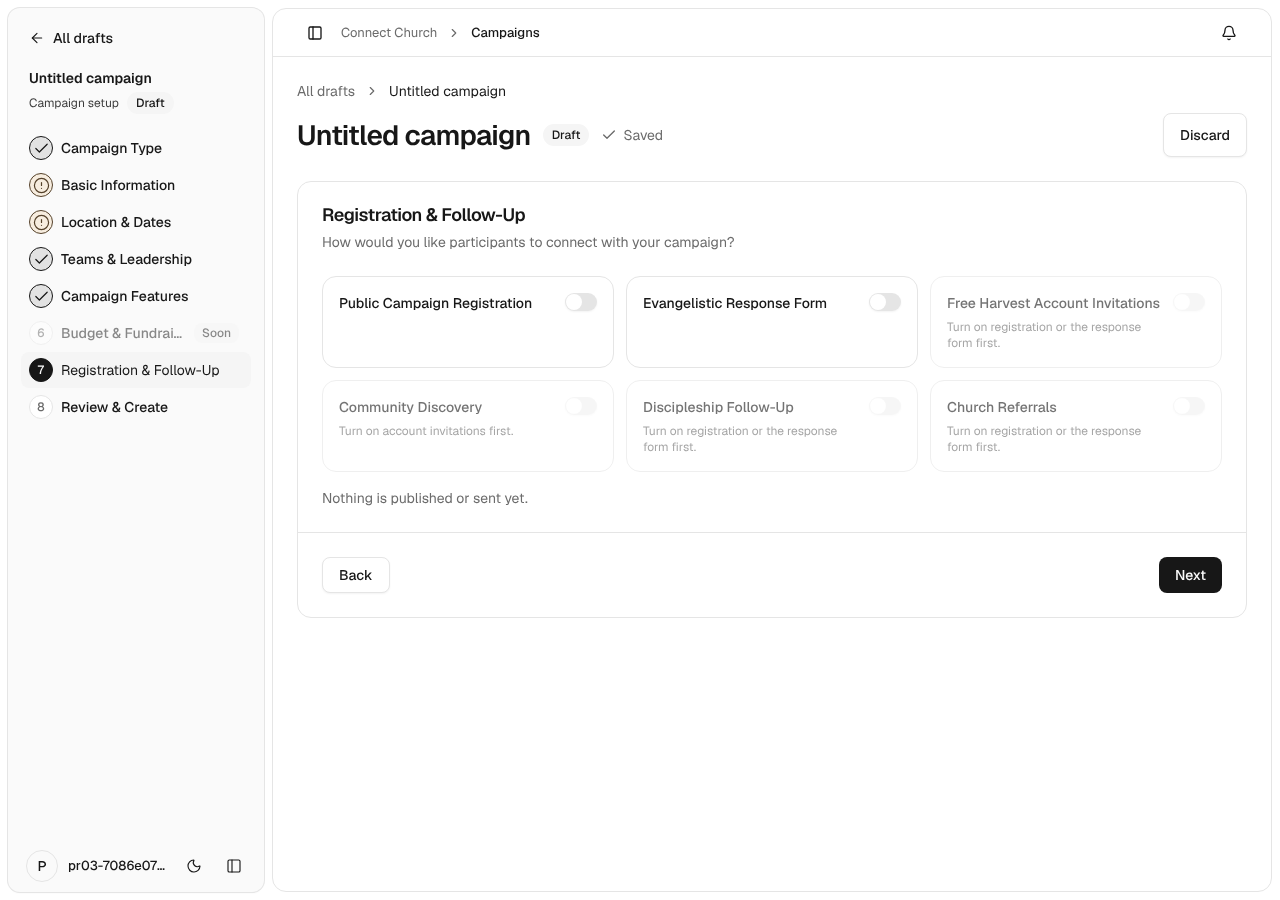 All drafts
Untitled campaign
Campaign setup Draft
Campaign Type
Basic Information
Location & Dates
Teams & Leadership
Campaign Features
6 Budget & Fundrai... Soon
7 Registration & Follow-Up
8 Review & Create
P pr03-7086e07...
Connect Church > Campaigns
All drafts > Untitled campaign
Untitled campaign Draft Saved
Discard
Registration & Follow-Up
How would you like participants to connect with your campaign?
Public Campaign Registration
Evangelistic Response Form
Free Harvest Account Invitations
Turn on registration or the response
form first.
Community Discovery
Turn on account invitations first.
Discipleship Follow-Up
Turn on registration or the response
form first.
Church Referrals
Turn on registration or the response
form first.
Nothing is published or sent yet.
Back
Next